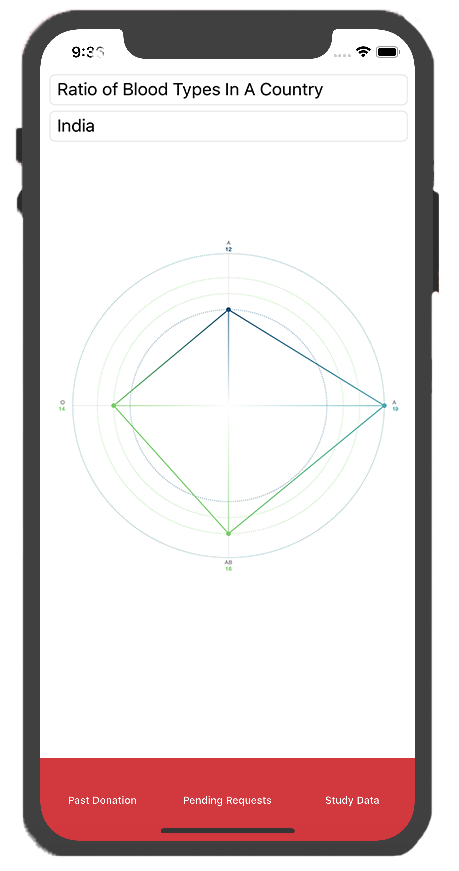 9:3
Ratio of Blood Types In A Country
India
A
12
O
14
A
19
AB
16
Past Donation
Pending Requests
Study Data